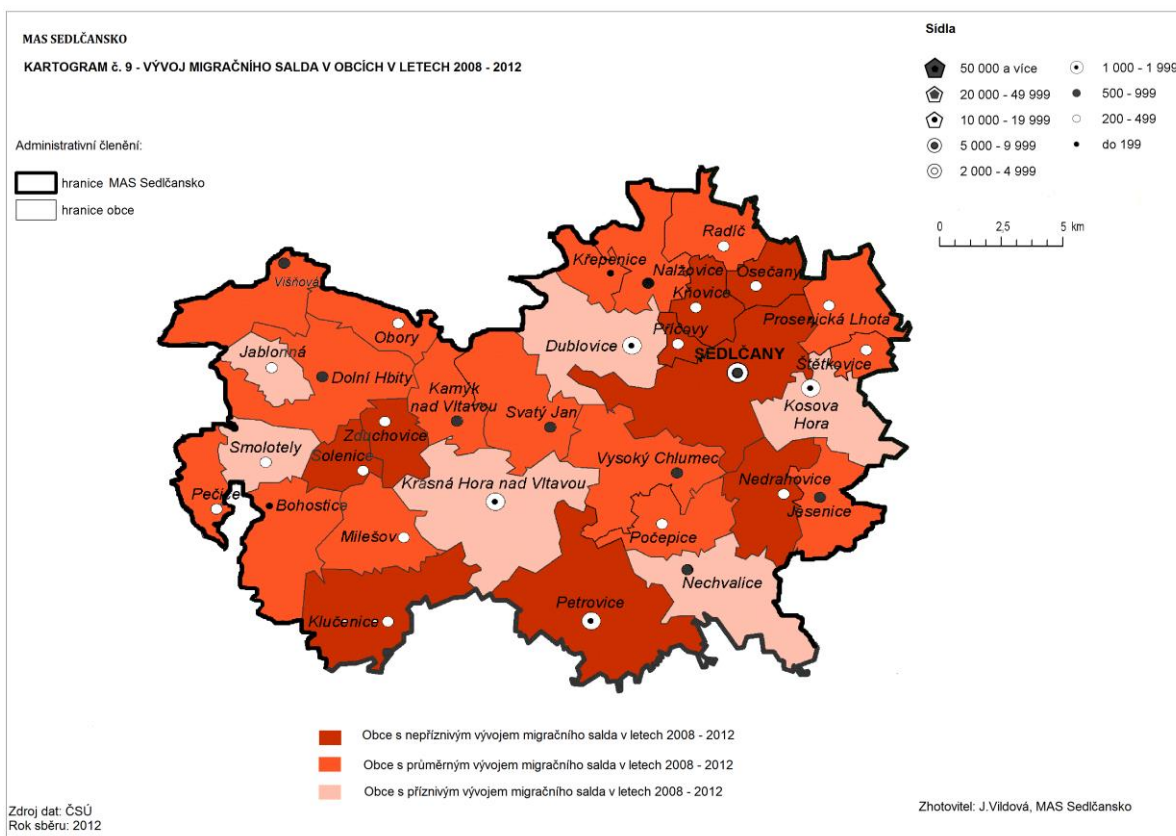 MAS SEDLČANSKO
KARTOGRAM č. 9 - VÝVOJ MIGRAČNÍHO SALDA V OBCÍCH V LETECH 2008 - 2012
Administrativní členění:
hranice MAS Sedlčansko
hranice obce
Sídla
50 000 a více
20 000 - 49 999
10 000 - 19 999
5 000 - 9 999
2 000 - 4 999
1 000 - 1 999
500 - 999
200 - 499
do 199
0 2,5 5 km
Radíč
Křepenice
Nalžovice
Osečany
Višňová
Kňovice
Prosenická Lhota
Obory
Příčovy
Dublovice
SEDLČANY
Jablonná
Štětkovice
Dolní Hbity
Kamýk
nad Vltavou
Svatý Jan
Kosova
Hora
Zduchovice
Smolotely
Solenice
Vysoký Chlumec
Krásná Hora nad Vltavou
Nedrahovice
Pečice
Bohostice
Jesenice
Milešov
Počepice
Nechvalice
Petrovice
Klučenice
Obce s nepříznivým vývojem migračního salda v letech 2008 - 2012
Obce s průměrným vývojem migračního salda v letech 2008 - 2012
Obce s příznivým vývojem migračního salda v letech 2008 - 2012
Zdroj dat: ČSÚ
Rok sběru: 2012
Zhotovitel: J.Vildová, MAS Sedlčansko